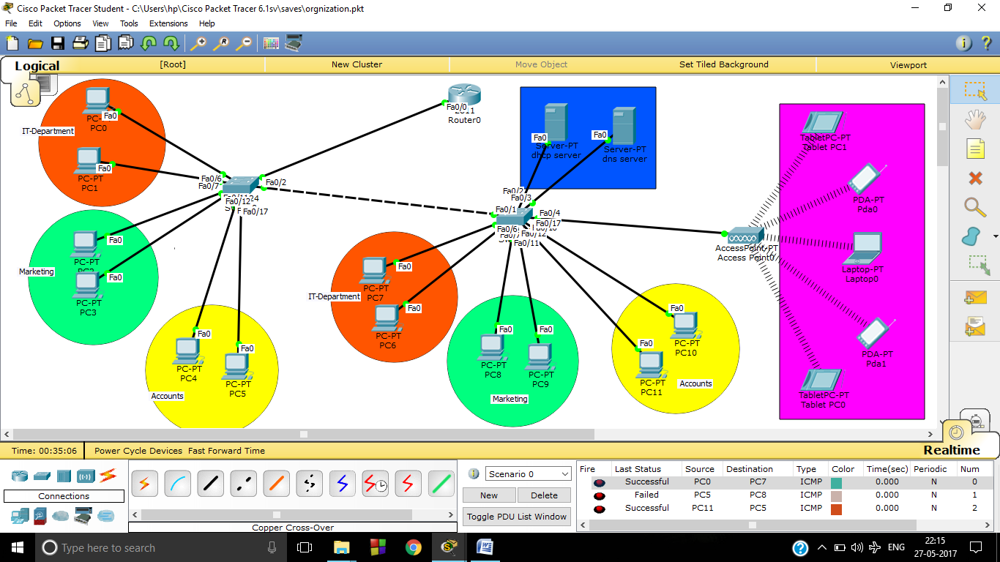 Cisco Packet Tracer Student - C:\Users\hp\Cisco Packet Tracer 6.1sv\saves\orgnization.pkt
File Edit Options View Tools Extensions Help
Logical [Root] New Cluster Move Object Set Tiled Background Viewport
PC0
Fa0
IT-Department
PC-PT
PC1
Fa0
Fa0/6
Fa0/7
Fa0/2
Fa0/12
Fa0/17
Fa0/0
Router0
Fa0
Server-PT
dhcp server
Fa0
Server-PT
dns server
TabletPC-PT
Tablet PC1
PDA-PT
Pda0
Laptop-PT
Laptop0
PDA-PT
Pda1
TabletPC-PT
Tablet PC0
AccessPoint-PT
Access Point0
Fa0/3
Fa0/1
Fa0/4
Fa0/17
Fa0/6
Fa0/11
Marketing
Fa0
PC-PT
Fa0
PC-PT
PC3
IT-Department
Fa0
PC-PT
PC7
Fa0
PC-PT
PC6
Accounts
Fa0
PC-PT
PC4
Fa0
PC-PT
PC5
Fa0
PC-PT
PC8
Fa0
PC-PT
PC9
Marketing
Fa0
PC-PT
PC10
Fa0
PC-PT
PC11
Accounts
Realtime
Time: 00:35:06 Power Cycle Devices Fast Forward Time
Connections
Copper Cross-Over
Scenario 0
New Delete
Toggle PDU List Window
Fire Last Status Source Destination Type Color Time(sec) Periodic Num
Successful PC0 PC7 ICMP 0.000 N 0
Failed PC5 PC8 ICMP 0.000 N 1
Successful PC11 PC5 ICMP 0.000 N 2
Type here to search
ENG
22:15
27-05-2017